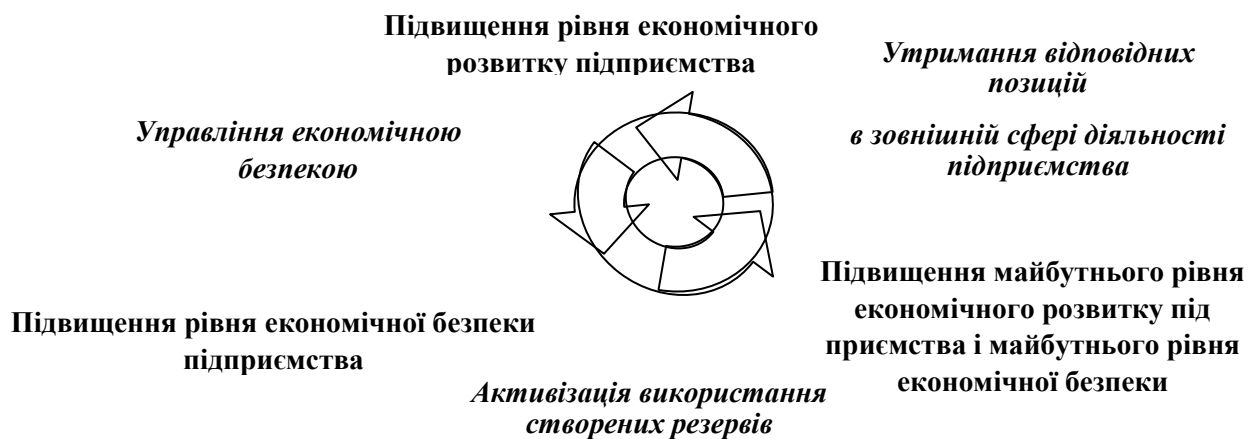 Підвищення рівня економічного
розвитку підприємства
Утримання відповідних
позицій
в зовнішній сфері діяльності
підприємства
Управління економічною
безпекою
Підвищення майбутнього рівня
економічного розвитку під
приємства і майбутнього рівня
економічної безпеки
Підвищення рівня економічної безпеки
підприємства
Активізація використання
створених резервів